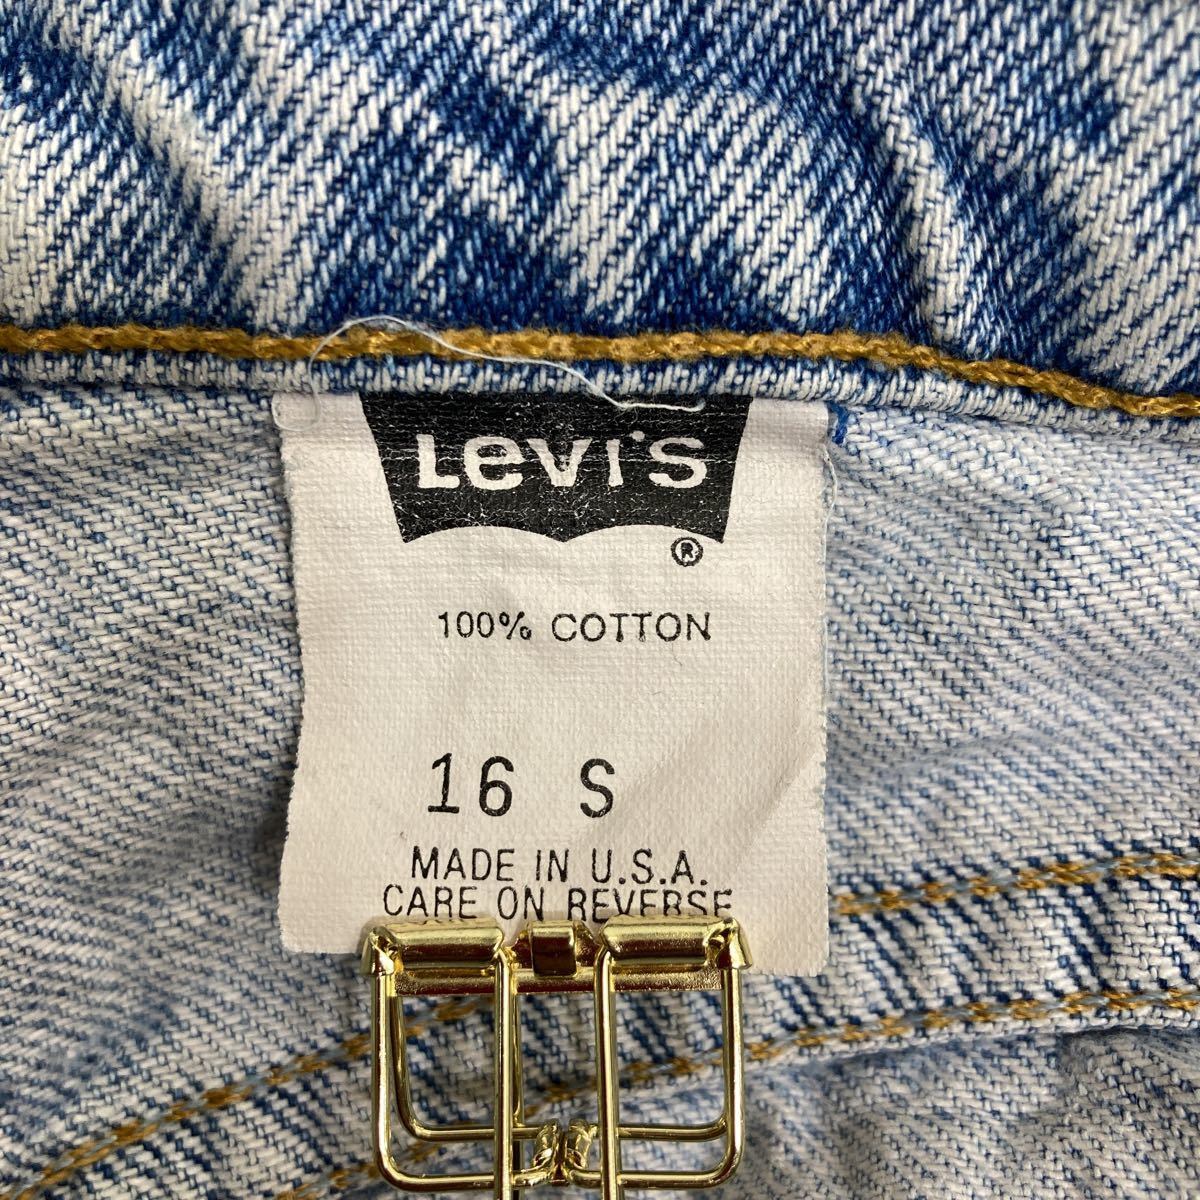 Levi's
®
100% COTTON
16 S
MADE IN U.S.A.
CARE ON REVERSE